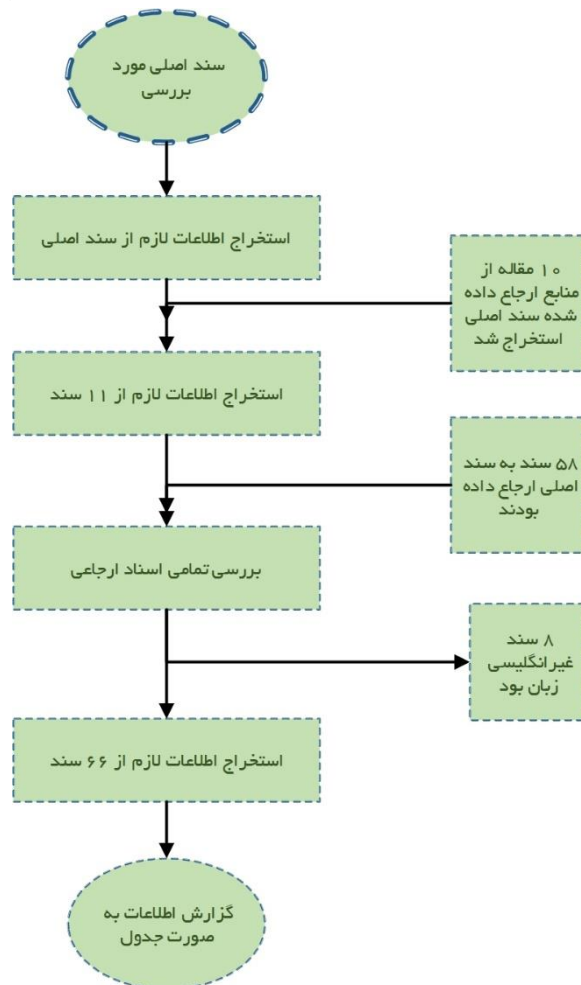 سند اصلی مورد
بررسی
استخراج اطلاعات لازم از سند اصلی
۱۰ مقاله از
منابع ارجاع داده
شده سند اصلی
استخراج شد
استخراج اطلاعات لازم از ۱۱ سند
۵۸ سند به سند
اصلی ارجاع داده
بودند
بررسی تمامی اسناد ارجاعی
۸ سند
غیرانگلیسی
زبان بود
استخراج اطلاعات لازم از ۶۶ سند
گزارش اطلاعات به
صورت جدول